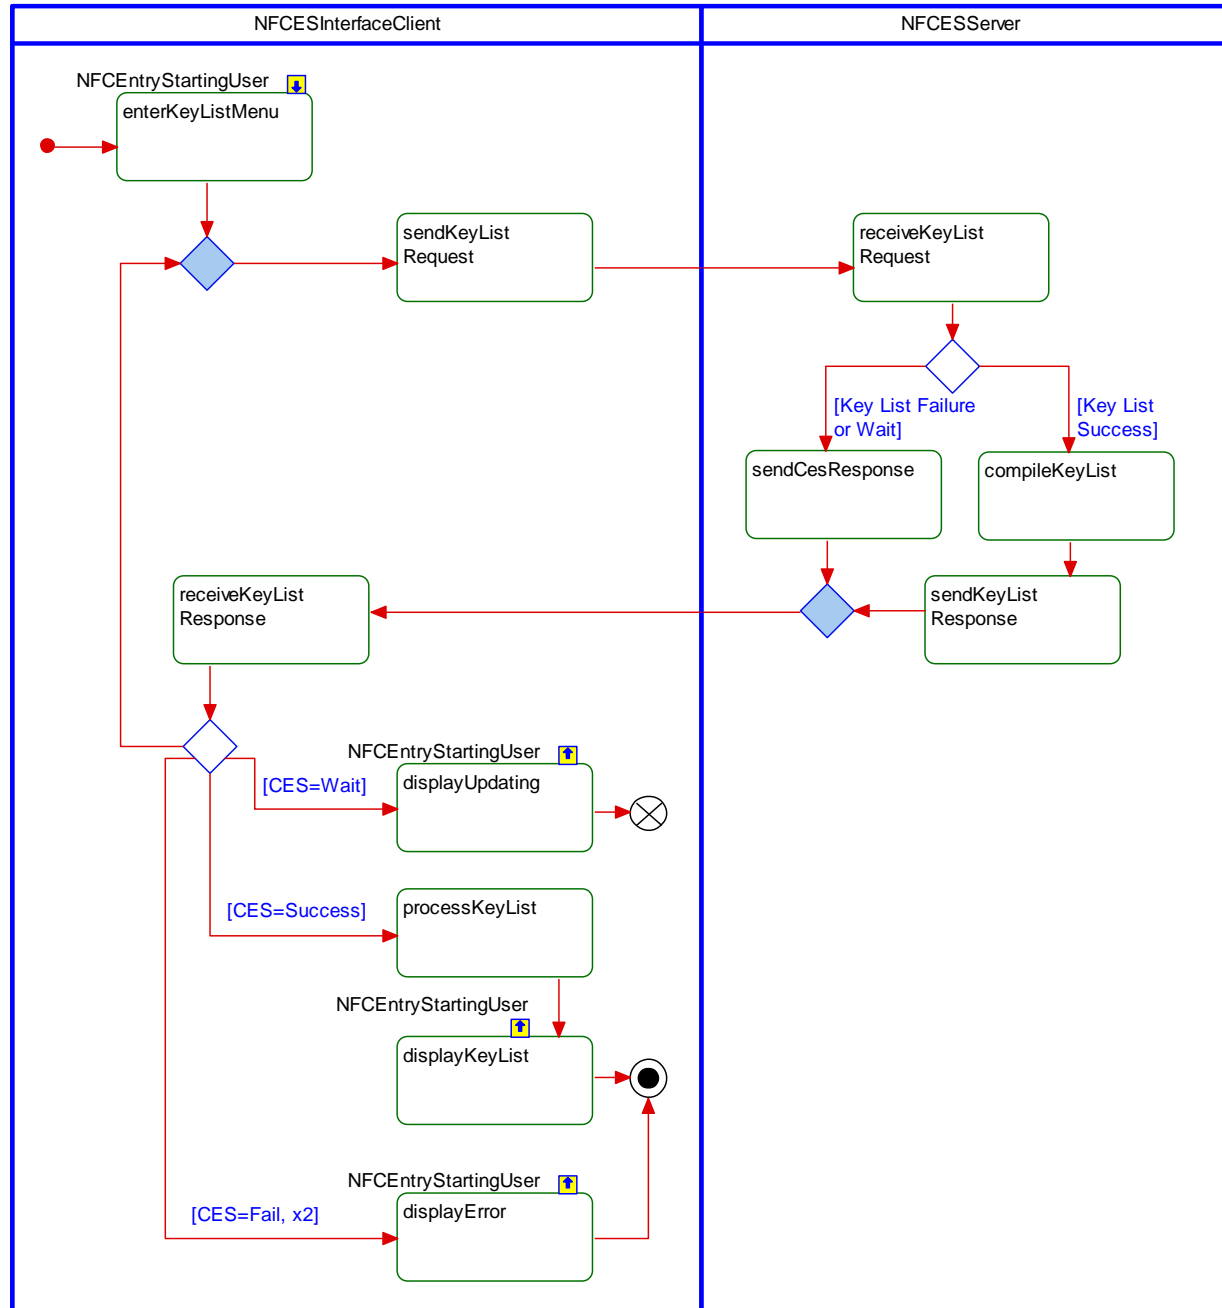 NFCESInterfaceClient
NFCESServer
NFCEntryStartingUser
enterKeyListMenu
sendKeyList
Request
receiveKeyList
Request
[Key List Failure
or Wait]
[Key List
Success]
sendCesResponse
compileKeyList
receiveKeyList
Response
sendKeyList
Response
NFCEntryStartingUser
displayUpdating
[CES=Wait]
[CES=Success]
processKeyList
NFCEntryStartingUser
displayKeyList
NFCEntryStartingUser
displayError
[CES=Fail, x2]